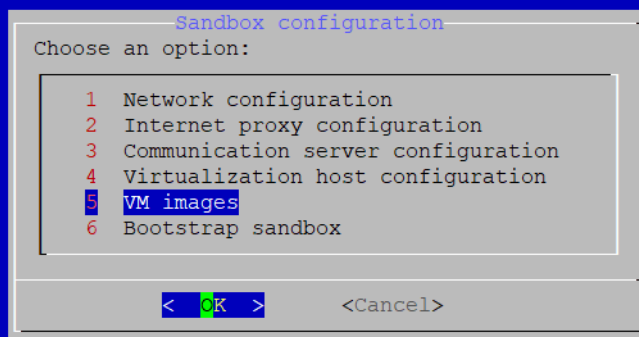 Sandbox configuration
Choose an option:
1 Network configuration
2 Internet proxy configuration
3 Communication server configuration
4 Virtualization host configuration
5 VM images
6 Bootstrap sandbox
< OK > <Cancel>